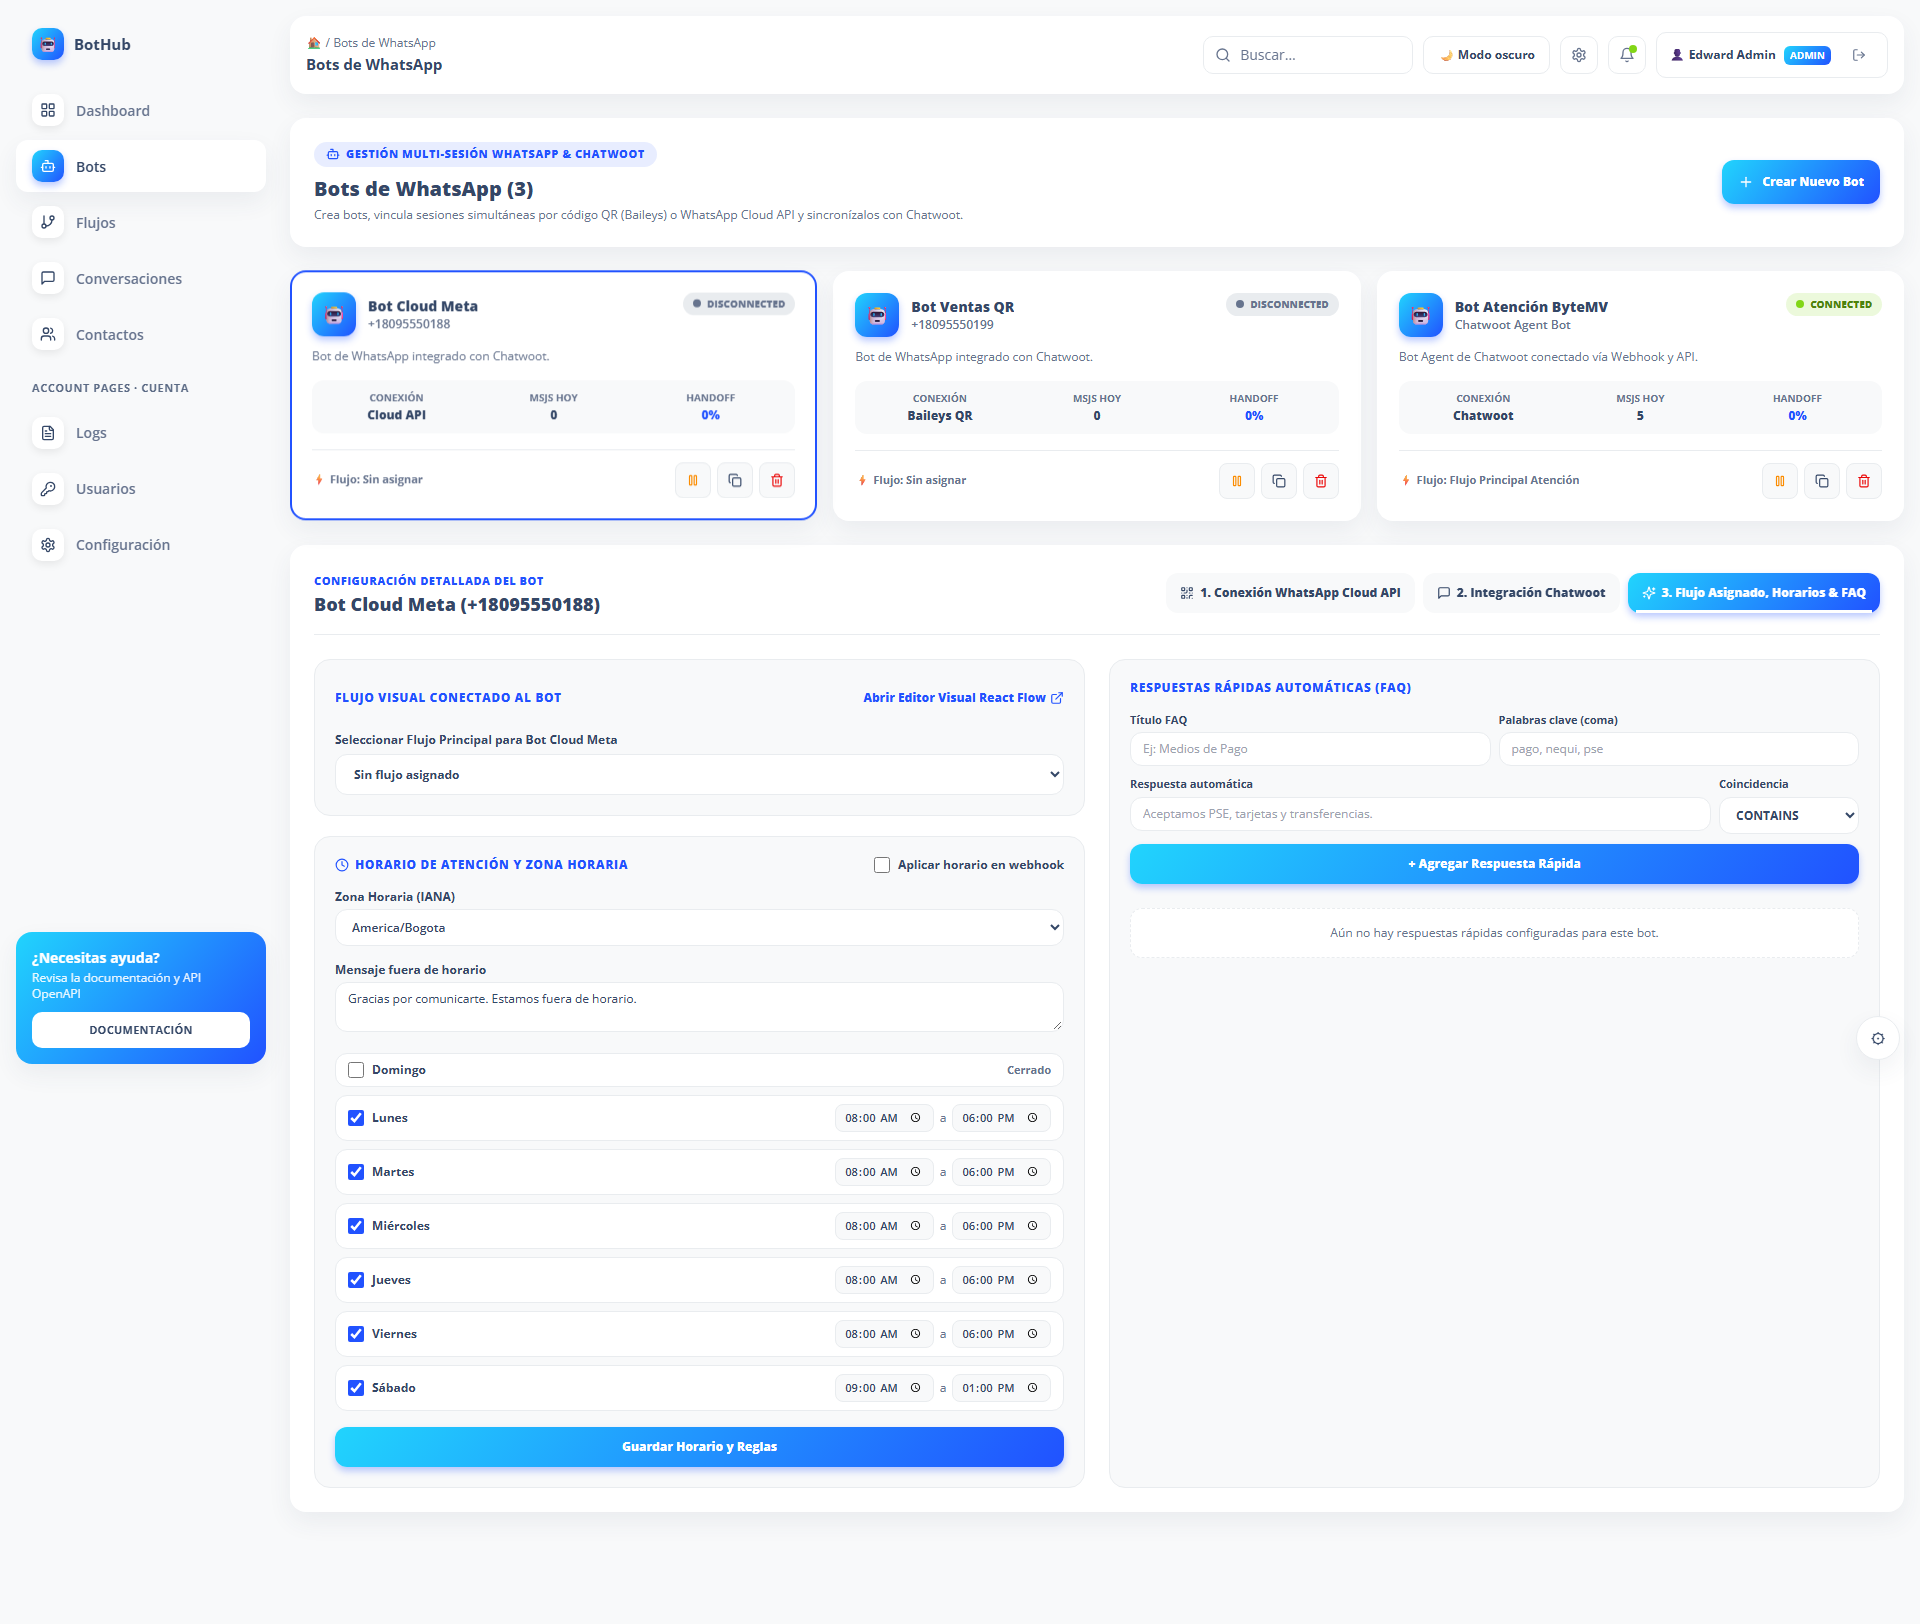 BotHub
Dashboard
Bots
Flujos
Conversaciones
Contactos
ACCOUNT PAGES · CUENTA
Logs
Usuarios
Configuración
¿Necesitas ayuda?
Revisa la documentación y API
OpenAPI
DOCUMENTACIÓN
/ Bots de WhatsApp
Bots de WhatsApp
Buscar...
Modo oscuro
Edward Admin
ADMIN
GESTIÓN MULTI-SESIÓN WHATSAPP & CHATWOOT
Bots de WhatsApp (3)
Crea bots, vincula sesiones simultáneas por código QR (Baileys) o WhatsApp Cloud API y sincronízalos con Chatwoot.
Crear Nuevo Bot
Bot Cloud Meta
+18095550188
DISCONNECTED
Bot de WhatsApp integrado con Chatwoot.
CONEXIÓN MSJS HOY HANDOFF
Cloud API 0 0%
Flujo: Sin asignar
Bot Ventas QR
+18095550199
DISCONNECTED
Bot de WhatsApp integrado con Chatwoot.
CONEXIÓN MSJS HOY HANDOFF
Baileys QR 0 0%
Flujo: Sin asignar
Bot Atención ByteMV
Chatwoot Agent Bot
CONNECTED
Bot Agent de Chatwoot conectado vía Webhook y API.
CONEXIÓN MSJS HOY HANDOFF
Chatwoot 5 0%
Flujo: Flujo Principal Atención
CONFIGURACIÓN DETALLADA DEL BOT
Bot Cloud Meta (+18095550188)
1. Conexión WhatsApp Cloud API
2. Integración Chatwoot
3. Flujo Asignado, Horarios & FAQ
FLUJO VISUAL CONECTADO AL BOT
Abrir Editor Visual React Flow
Seleccionar Flujo Principal para Bot Cloud Meta
Sin flujo asignado
HORARIO DE ATENCIÓN Y ZONA HORARIA
Aplicar horario en webhook
Zona Horaria (IANA)
America/Bogota
Mensaje fuera de horario
Gracias por comunicarte. Estamos fuera de horario.
Domingo Cerrado
Lunes 08:00 AM a 06:00 PM
Martes 08:00 AM a 06:00 PM
Miércoles 08:00 AM a 06:00 PM
Jueves 08:00 AM a 06:00 PM
Viernes 08:00 AM a 06:00 PM
Sábado 09:00 AM a 01:00 PM
Guardar Horario y Reglas
RESPUESTAS RÁPIDAS AUTOMÁTICAS (FAQ)
Título FAQ Palabras clave (coma)
Ej: Medios de Pago pago, nequi, pse
Respuesta automática Coincidencia
Aceptamos PSE, tarjetas y transferencias. CONTAINS
+ Agregar Respuesta Rápida
Aún no hay respuestas rápidas configuradas para este bot.